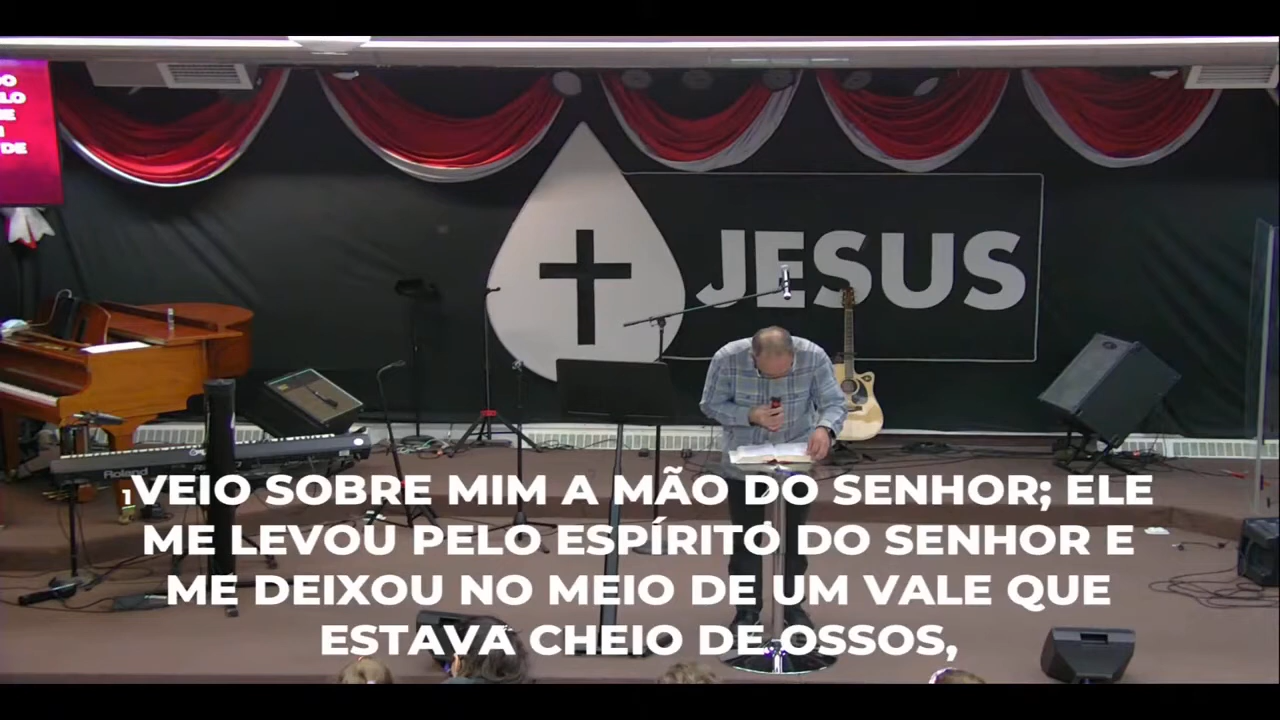 JESUS
Roland
1VEIO SOBRE MIM A MÃO DO SENHOR; ELE
ME LEVOU PELO ESPÍRITO DO SENHOR E
ME DEIXOU NO MEIO DE UM VALE QUE
ESTAVA CHEIO DE OSSOS,